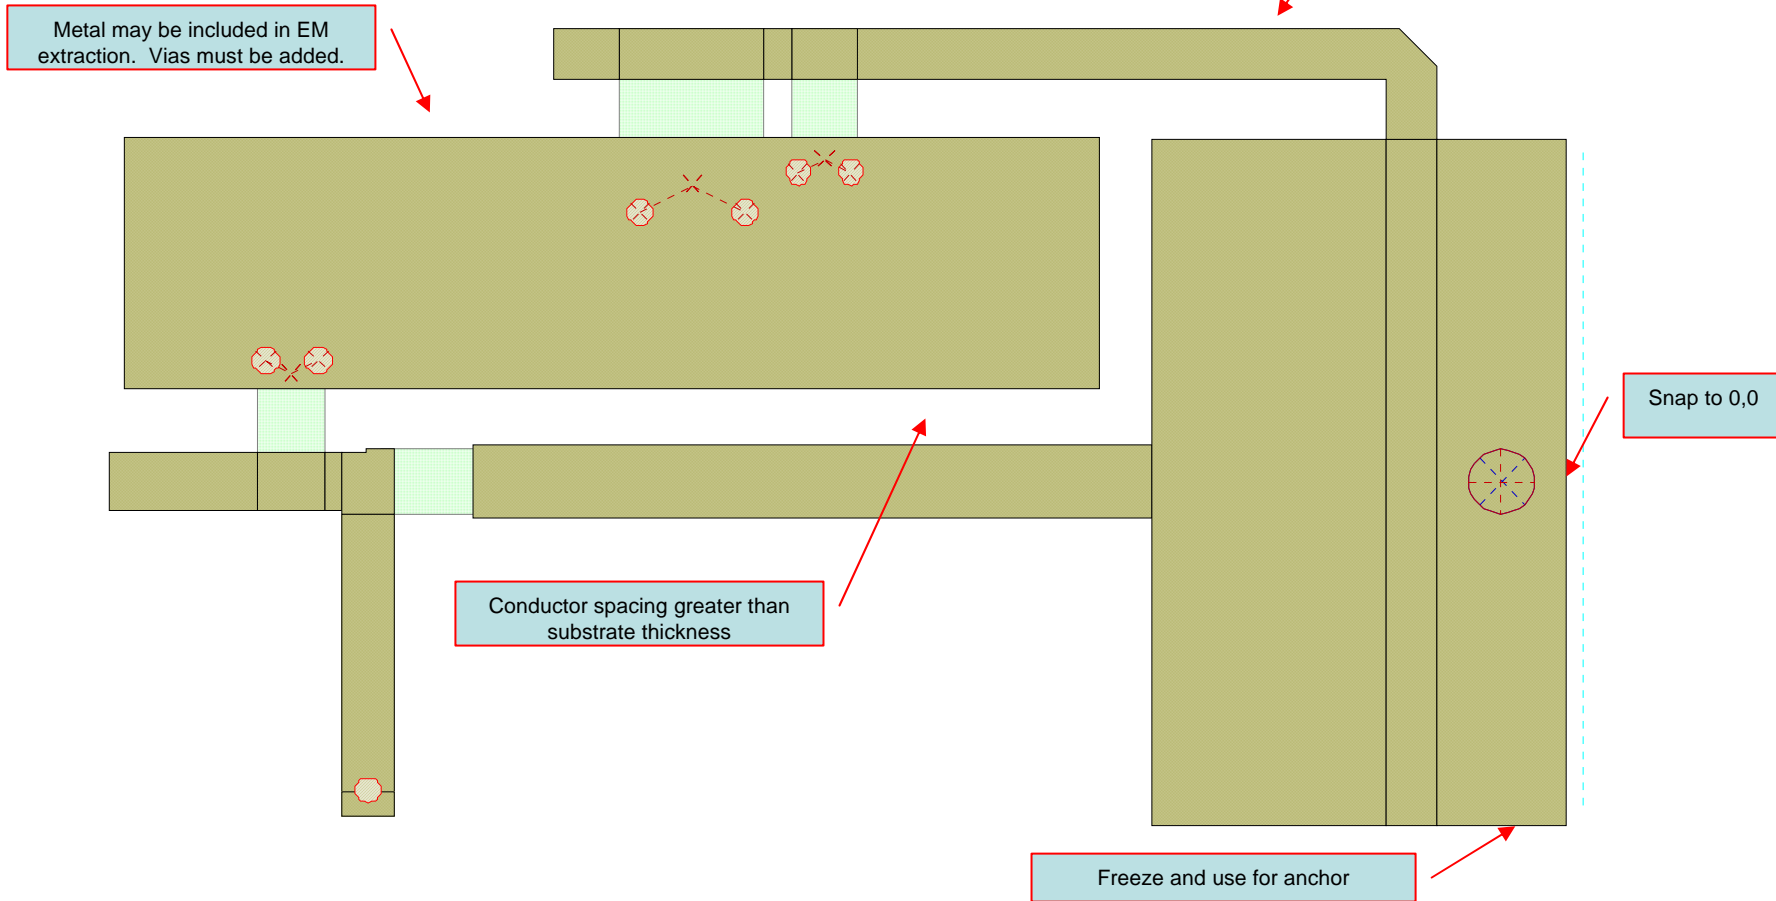 Metal may be included in EM
extraction.  Vias must be added.
Snap to 0,0
Conductor spacing greater than
substrate thickness
Freeze and use for anchor